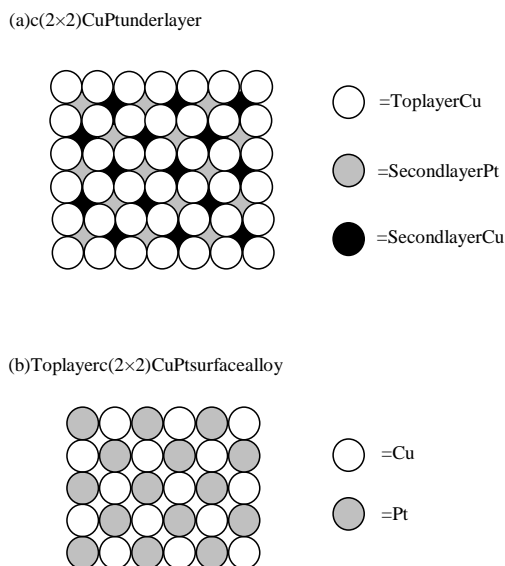 (a)c(2×2)CuPtunderlayer
=ToplayerCu
=SecondlayerPt
=SecondlayerCu
(b)Toplayerc(2×2)CuPtsurfacealloy
=Cu
=Pt